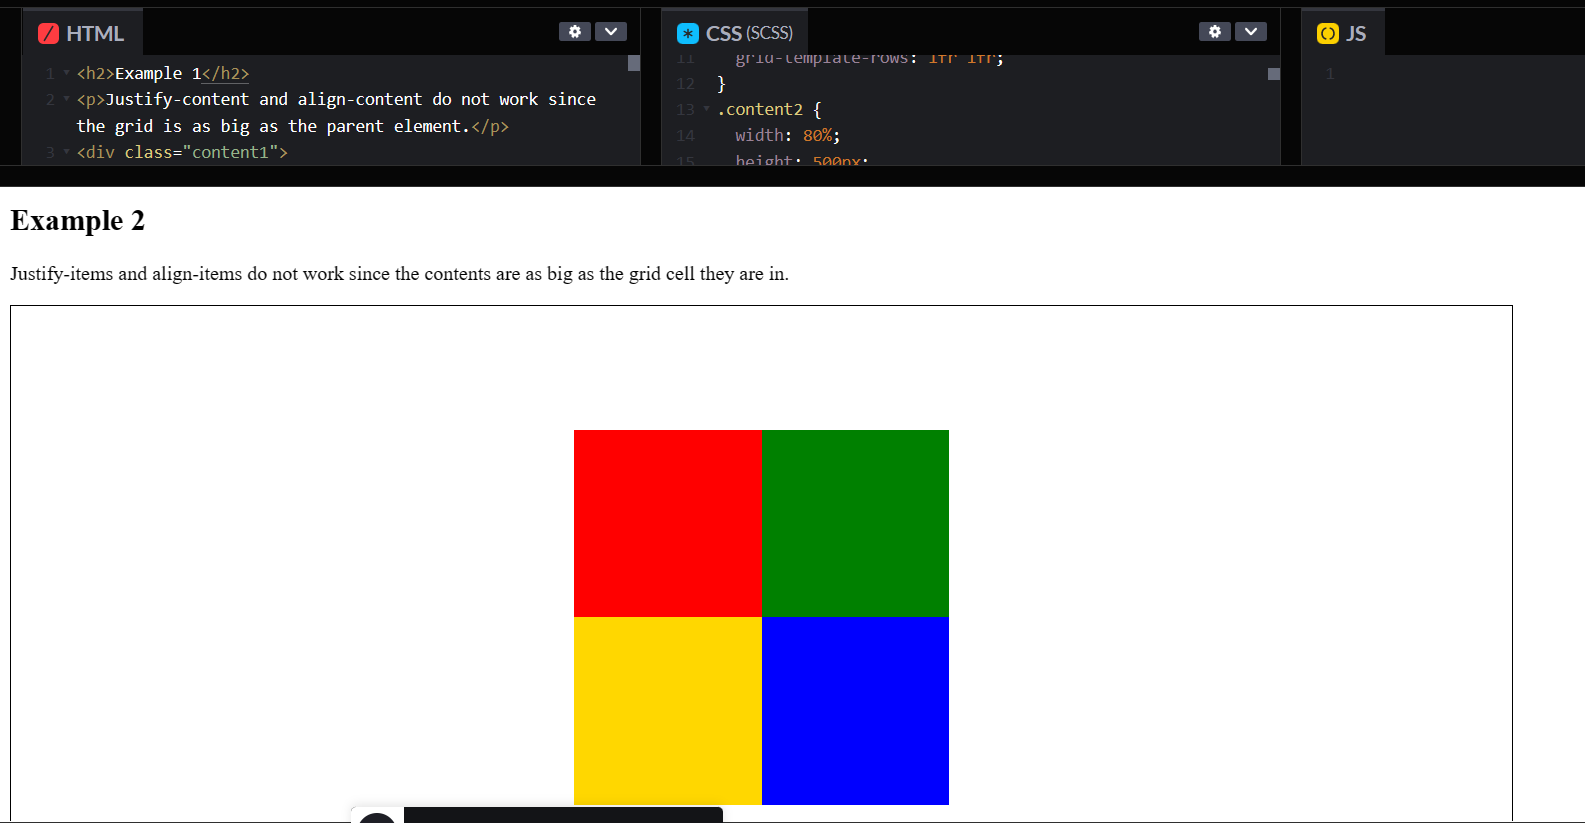 HTML
CSS (SCSS)
JS
1 <h2>Example 1</h2>
2 <p>Justify-content and align-content do not work since
the grid is as big as the parent element.</p>
3 <div class="content1">
11 grid-template-rows: 1fr 1fr;
12 }
13 .content2 {
14 width: 80%;
15 height: 500px;
1
Example 2
Justify-items and align-items do not work since the contents are as big as the grid cell they are in.